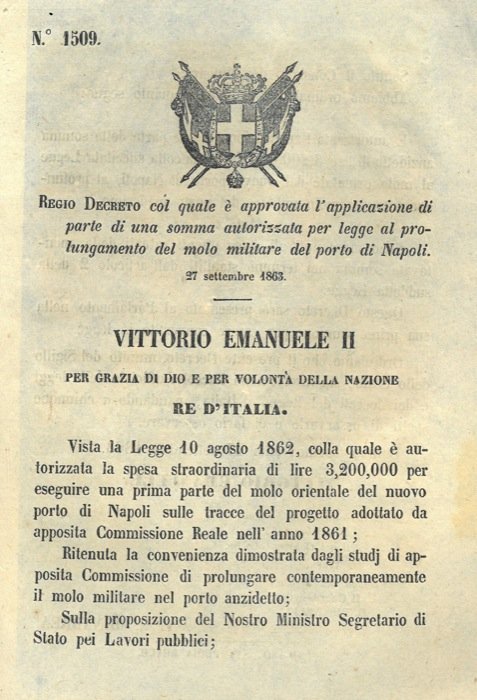 N.° 1509.
REGIO DECRETO col quale è approvata l'applicazione di
parte di una somma autorizzata per legge al pro-
lungamento del molo militare del porto di Napoli.
27 settembre 1863.
VITTORIO EMANUELE II
PER GRAZIA DI DIO E PER VOLONTÀ DELLA NAZIONE
RE D'ITALIA.
Vista la Legge 10 agosto 1862, colla quale è au-
torizzata la spesa straordinaria di lire 3,200,000 per
eseguire una prima parte del molo orientale del nuovo
porto di Napoli sulle tracce del progetto adottato da
apposita Commissione Reale nell' anno 1861 ;
Ritenuta la convenienza dimostrata dagli studj di ap-
posita Commissione di prolungare contemporaneamente
il molo militare nel porto anzidetto;
Sulla proposizione del Nostro Ministro Segretario di
Stato pei Lavori pubblici;